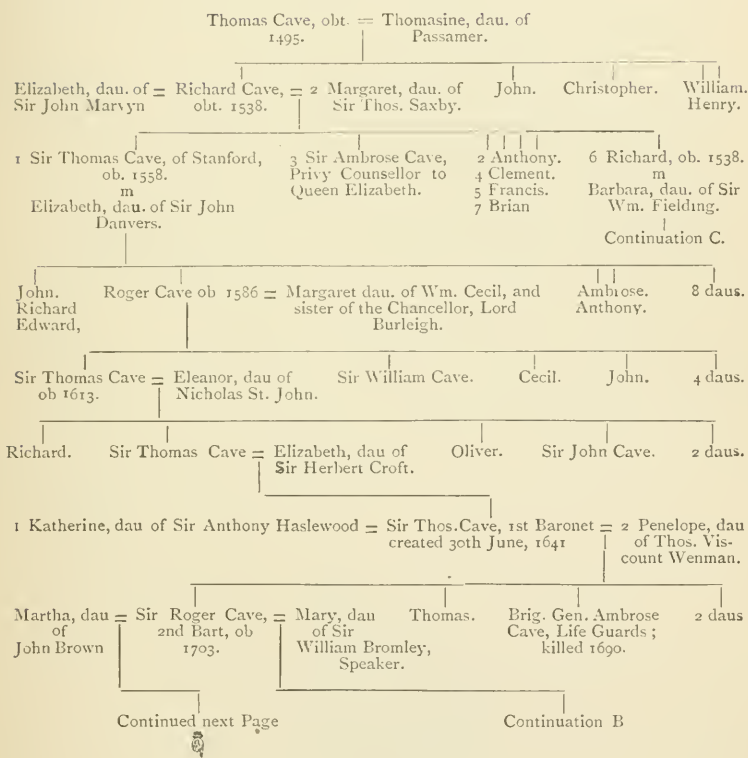 Thomas Cave, obt. = Thomasine, dau. of
1495. Passamer.
Elizabeth, dau. of = Richard Cave, = 2 Margaret, dau. of John. Christopher. William.
Sir John Marvyn obt. 1538. Sir Thos. Saxby. Henry.
1 Sir Thomas Cave, of Stanford, 3 Sir Ambrose Cave, 2 Anthony. 6 Richard, ob. 1538.
ob. 1558. Privy Counsellor to 4 Clement. m
m Queen Elizabeth. 5 Francis. Barbara, dau. of Sir
Elizabeth, dau. of Sir John 7 Brian Wm. Fielding.
Danvers.
Continuation C.
John. Roger Cave ob 1586 = Margaret dau. of Wm. Cecil, and Ambrose. 8 daus.
Richard sister of the Chancellor, Lord Anthony.
Edward, Burleigh.
Sir Thomas Cave = Eleanor, dau of Sir William Cave. Cecil. John. 4 daus.
ob 1613. Nicholas St. John.
Richard. Sir Thomas Cave = Elizabeth, dau of Oliver. Sir John Cave. 2 daus.
Sir Herbert Croft.
1 Katherine, dau of Sir Anthony Haslewood = Sir Thos. Cave, 1st Baronet = 2 Penelope, dau
created 30th June, 1641 of Thos. Vis-
count Wenman.
Martha, dau = Sir Roger Cave, = Mary, dau Thomas. Brig. Gen. Ambrose 2 daus
of 2nd Bart, ob of Sir Cave, Life Guards ;
John Brown 1703. William Bromley, killed 1690.
Speaker.
Continued next Page Continuation B